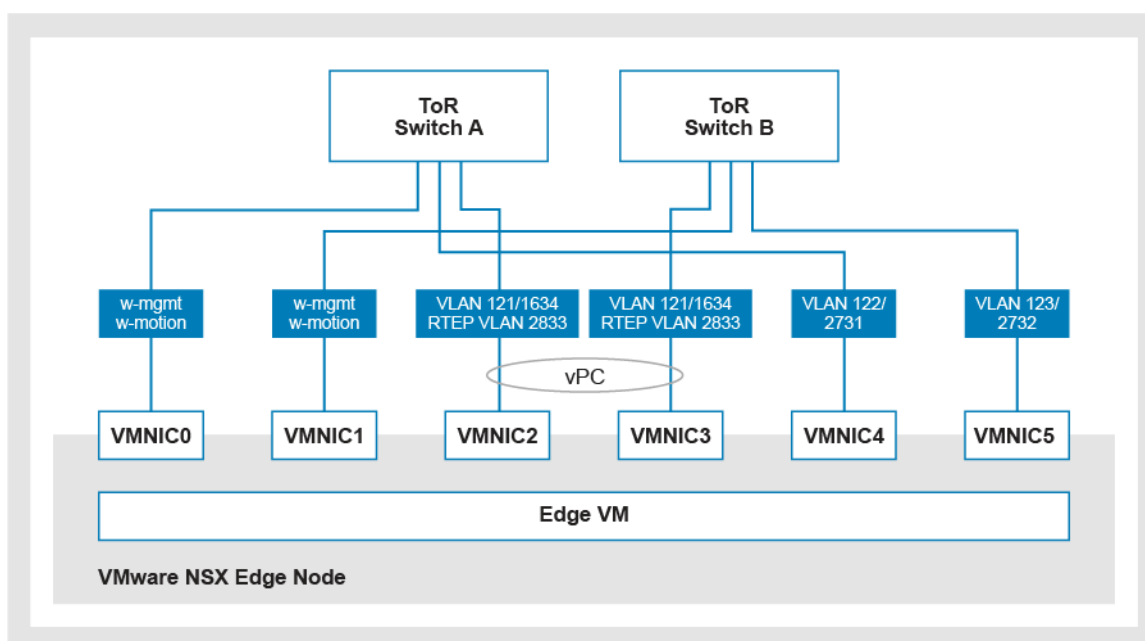 ToR
Switch A
ToR
Switch B
w-mgmt
w-motion
w-mgmt
w-motion
VLAN 121/1634
RTEP VLAN 2833
VLAN 121/1634
RTEP VLAN 2833
VLAN 122/
2731
VLAN 123/
2732
vPC
VMNIC0
VMNIC1
VMNIC2
VMNIC3
VMNIC4
VMNIC5
Edge VM
VMware NSX Edge Node